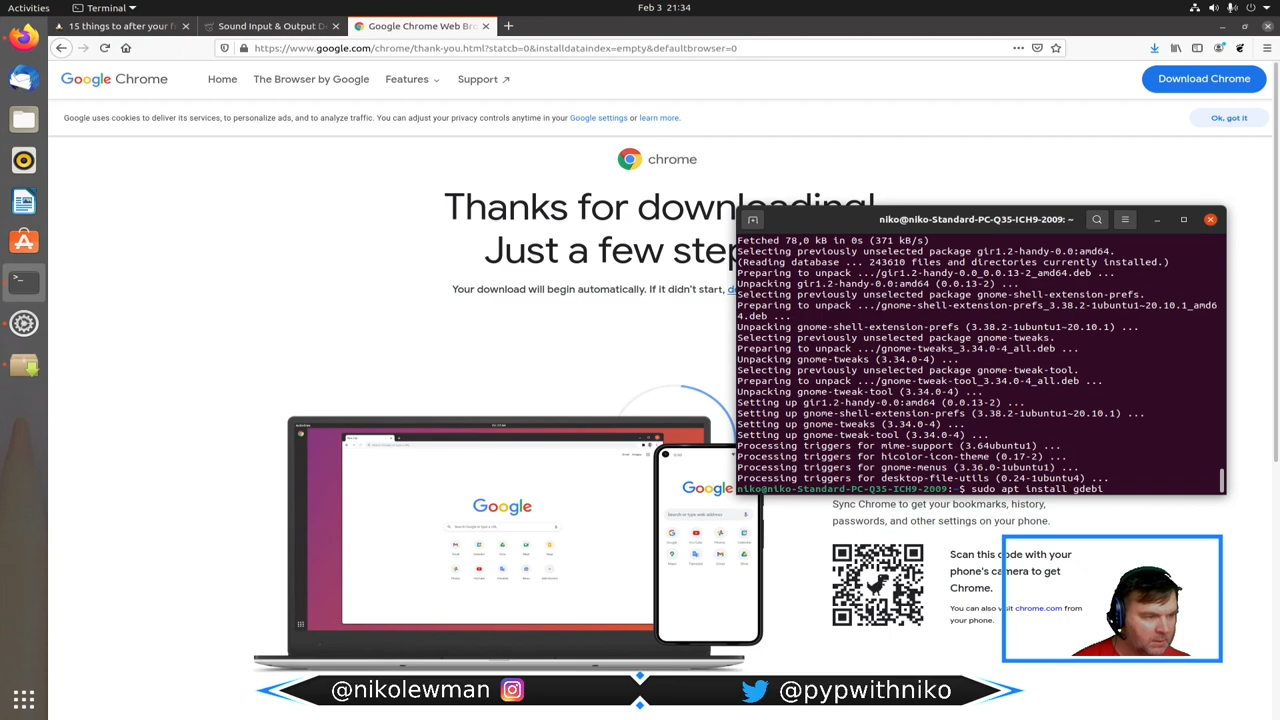 Activities
Terminal
Feb 3 21:34
15 things to after your f
Sound Input & Output D
Google Chrome Web Bro
https://www.google.com/chrome/thank-you.html?statcb=0&installdataindex=empty&defaultbrowser=0
Google Chrome
Home
The Browser by Google
Features
Support
Download Chrome
Google uses cookies to deliver its services, to personalize ads, and to analyze traffic. You can adjust your privacy controls anytime in your Google settings or learn more.
Ok, got it
chrome
Thanks for downloading!
Just a few step
Your download will begin automatically. If it didn't start, d
niko@niko-Standard-PC-Q35-ICH9-2009: ~
Fetched 78,0 kB in 0s (371 kB/s)
Selecting previously unselected package gir1.2-handy-0.0:amd64.
(Reading database ... 243610 files and directories currently installed.)
Preparing to unpack .../gir1.2-handy-0.0_0.0.13-2_amd64.deb ...
Unpacking gir1.2-handy-0.0:amd64 (0.0.13-2) ...
Selecting previously unselected package gnome-shell-extension-prefs.
Preparing to unpack .../gnome-shell-extension-prefs_3.38.2-1ubuntu1~20.10.1_amd6
4.deb ...
Unpacking gnome-shell-extension-prefs (3.38.2-1ubuntu1~20.10.1) ...
Selecting previously unselected package gnome-tweaks.
Preparing to unpack .../gnome-tweaks_3.34.0-4_all.deb ...
Unpacking gnome-tweaks (3.34.0-4) ...
Selecting previously unselected package gnome-tweak-tool.
Preparing to unpack .../gnome-tweak-tool_3.34.0-4_all.deb ...
Unpacking gnome-tweak-tool (3.34.0-4) ...
Setting up gir1.2-handy-0.0:amd64 (0.0.13-2) ...
Setting up gnome-shell-extension-prefs (3.38.2-1ubuntu1~20.10.1) ...
Setting up gnome-tweaks (3.34.0-4) ...
Setting up gnome-tweak-tool (3.34.0-4) ...
Processing triggers for mime-support (3.64ubuntu1) ...
Processing triggers for hicolor-icon-theme (0.17-2) ...
Processing triggers for gnome-menus (3.36.0-1ubuntu1) ...
Processing triggers for desktop-file-utils (0.24-1ubuntu4) ...
niko@niko-Standard-PC-Q35-ICH9-2009:~$ sudo apt install gdebi
Google
Google
Sync Chrome to get your bookmarks, history,
passwords, and other settings on your phone.
Scan this code with your
phone's camera to get
Chrome.
You can also visit chrome.com from
your phone.
@nikolewman
@pypwithniko